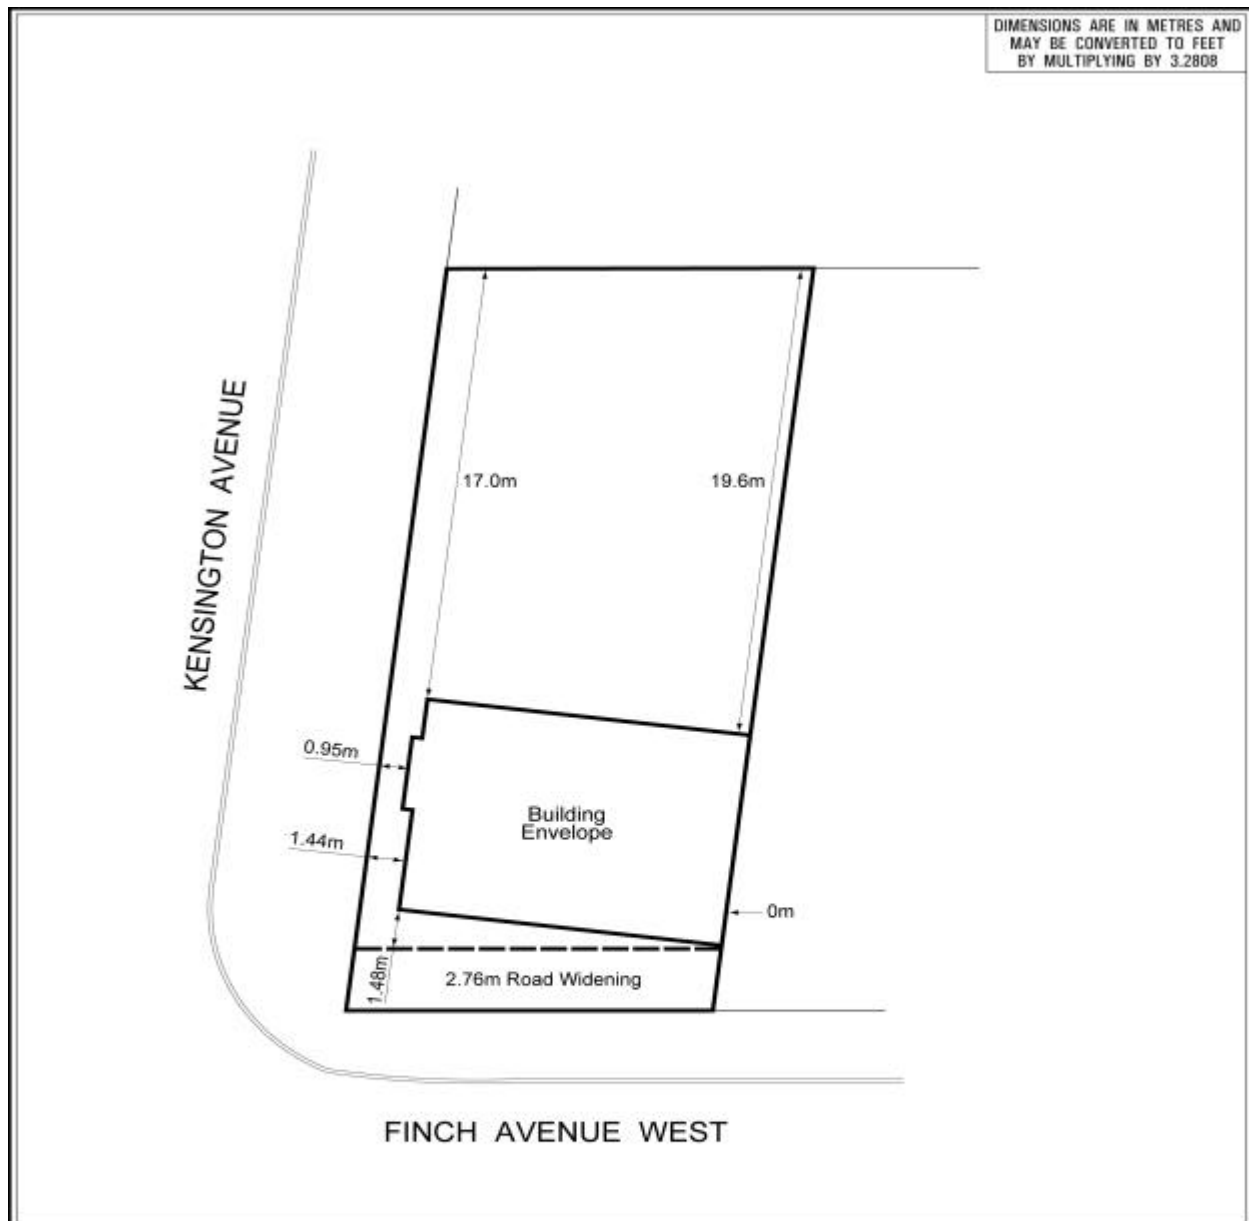 DIMENSIONS ARE IN METRES AND
MAY BE CONVERTED TO FEET
BY MULTIPLYING BY 3.2808
KENSINGTON AVENUE
17.0m
19.6m
0.95m
Building
Envelope
1.44m
0m
1.48m
2.76m Road Widening
FINCH AVENUE WEST